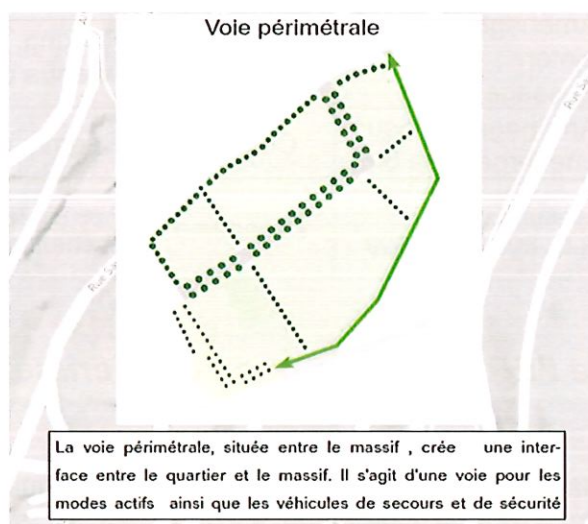 Voie périmétrale
La voie périmétrale, située entre le massif , crée une inter-
face entre le quartier et le massif. Il s'agit d'une voie pour les
modes actifs ainsi que les véhicules de secours et de sécurité